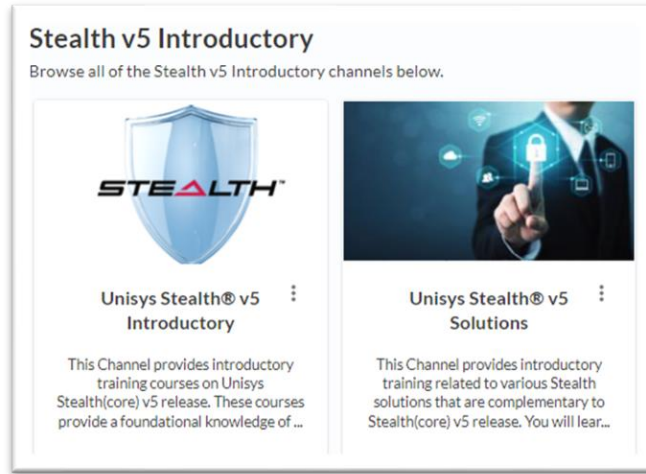 Stealth v5 Introductory
Browse all of the Stealth v5 Introductory channels below.
STEALTH™
Unisys Stealth® v5
Introductory
This Channel provides introductory
training courses on Unisys
Stealth(core) v5 release. These courses
provide a foundational knowledge of ...
Unisys Stealth® v5
Solutions
This Channel provides introductory
training related to various Stealth
solutions that are complementary to
Stealth(core) v5 release. You will lear...